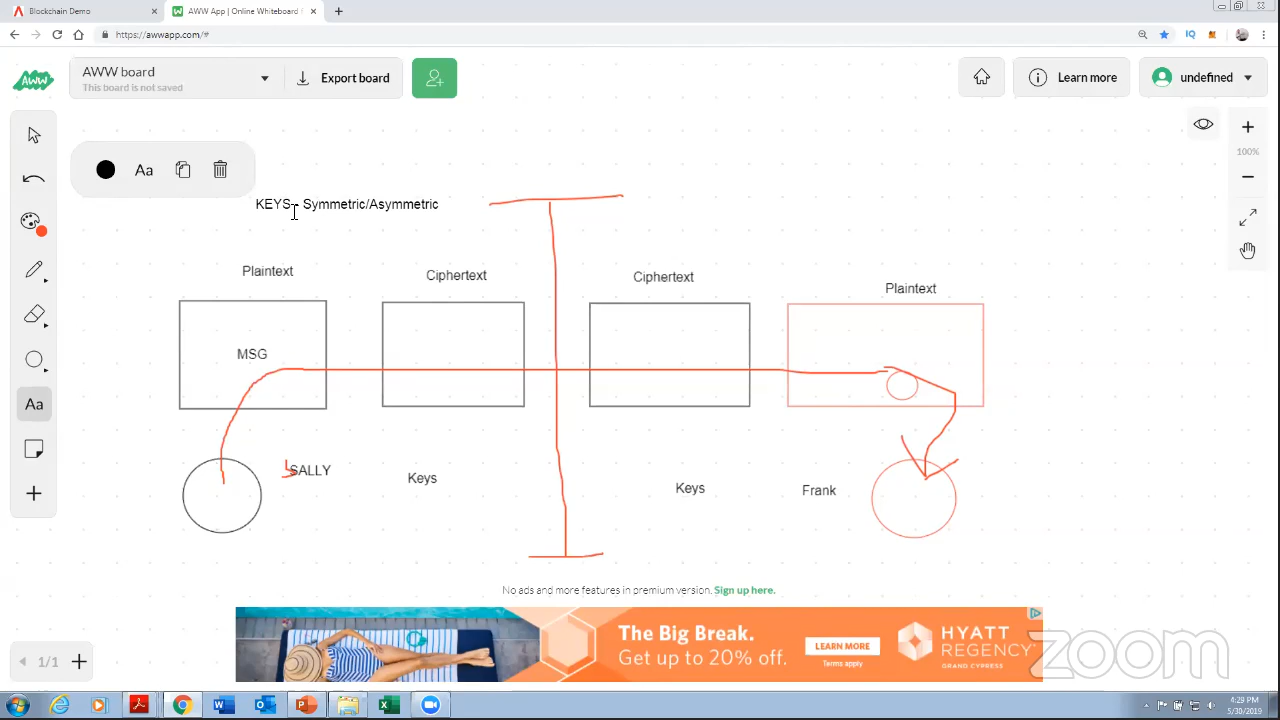 Blockchain Demo
AWW App | Online Whiteboard
https://awwapp.com/#
IQ
AWW
AWW board
This board is not saved
Export board
Learn more
undefined
Aa
100%
KEYS - Symmetric/Asymmetric
Plaintext
Ciphertext
Ciphertext
Plaintext
MSG
Aa
SALLY
Keys
Keys
Frank
No ads and more features in premium version. Sign up here.
The Big Break.
Get up to 20% off.
LEARN MORE
Terms apply
HYATT
REGENCY
GRAND CYPRESS
zoom
1/1
4:29 PM
5/30/2019